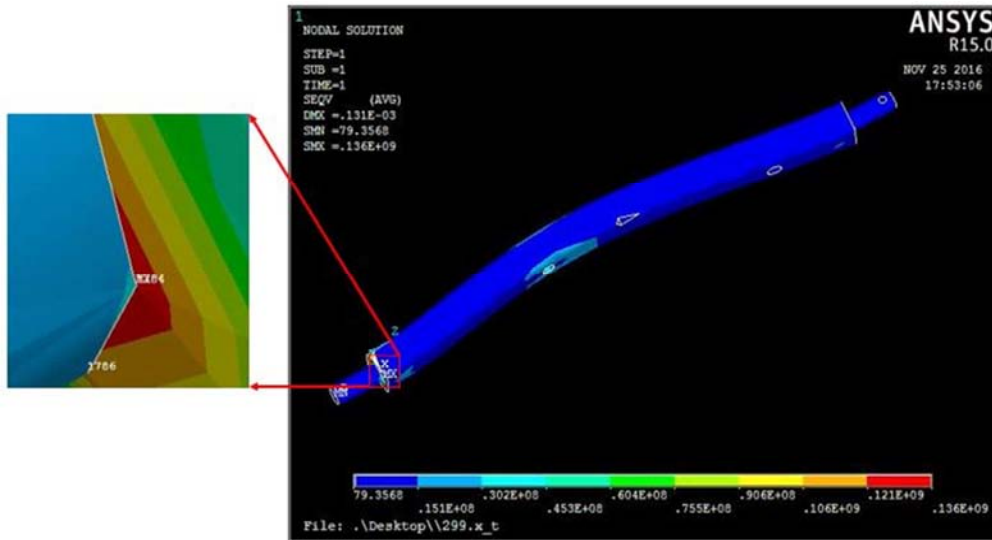 1
NODAL SOLUTION
STEP=1
SUB =1
TIME=1
SEQV (AVG)
DMX =.131E-03
SMN =79.3568
SMX =.136E+09
ANSYS
R15.0
NOV 25 2016
17:53:06
1786
Z
X
MX
MN
79.3568 .302E+08 .604E+08 .906E+08 .121E+09
.151E+08 .453E+08 .755E+08 .106E+09 .136E+09
File: .\Desktop\\299.x_t